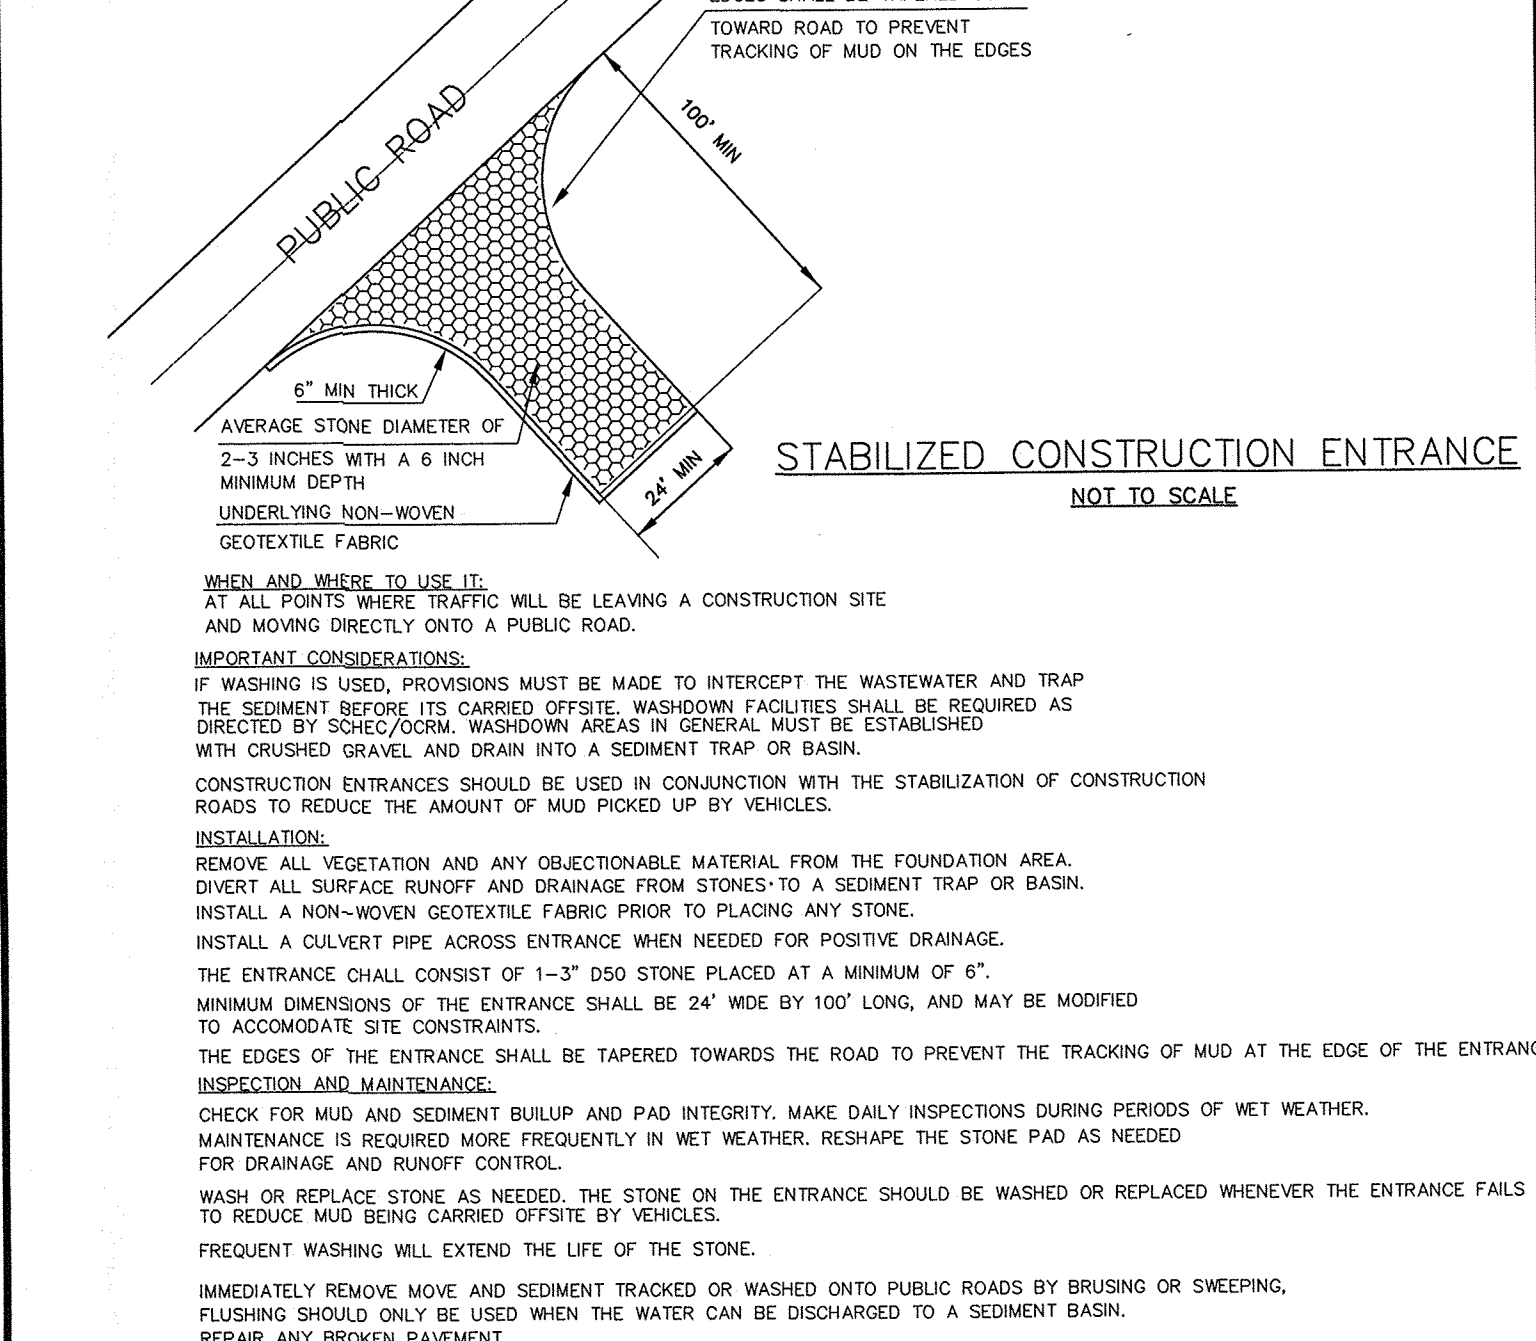 TOWARD ROAD TO PREVENT
TRACKING OF MUD ON THE EDGES
PUBLIC ROAD
100' MIN
6" MIN THICK
AVERAGE STONE DIAMETER OF
2-3 INCHES WITH A 6 INCH
MINIMUM DEPTH
UNDERLYING NON-WOVEN
GEOTEXTILE FABRIC
24' MIN
STABILIZED CONSTRUCTION ENTRANCE
NOT TO SCALE
WHEN AND WHERE TO USE IT:
AT ALL POINTS WHERE TRAFFIC WILL BE LEAVING A CONSTRUCTION SITE
AND MOVING DIRECTLY ONTO A PUBLIC ROAD.
IMPORTANT CONSIDERATIONS:
IF WASHING IS USED, PROVISIONS MUST BE MADE TO INTERCEPT THE WASTEWATER AND TRAP
THE SEDIMENT BEFORE ITS CARRIED OFFSITE. WASHDOWN FACILITIES SHALL BE REQUIRED AS
DIRECTED BY SCHEC/OCRM. WASHDOWN AREAS IN GENERAL MUST BE ESTABLISHED
WITH CRUSHED GRAVEL AND DRAIN INTO A SEDIMENT TRAP OR BASIN.
CONSTRUCTION ENTRANCES SHOULD BE USED IN CONJUNCTION WITH THE STABILIZATION OF CONSTRUCTION
ROADS TO REDUCE THE AMOUNT OF MUD PICKED UP BY VEHICLES.
INSTALLATION:
REMOVE ALL VEGETATION AND ANY OBJECTIONABLE MATERIAL FROM THE FOUNDATION AREA.
DIVERT ALL SURFACE RUNOFF AND DRAINAGE FROM STONES TO A SEDIMENT TRAP OR BASIN.
INSTALL A NON-WOVEN GEOTEXTILE FABRIC PRIOR TO PLACING ANY STONE.
INSTALL A CULVERT PIPE ACROSS ENTRANCE WHEN NEEDED FOR POSITIVE DRAINAGE.
THE ENTRANCE CHALL CONSIST OF 1-3" D50 STONE PLACED AT A MINIMUM OF 6".
MINIMUM DIMENSIONS OF THE ENTRANCE SHALL BE 24' WIDE BY 100' LONG, AND MAY BE MODIFIED
TO ACCOMODATE SITE CONSTRAINTS.
THE EDGES OF THE ENTRANCE SHALL BE TAPERED TOWARDS THE ROAD TO PREVENT THE TRACKING OF MUD AT THE EDGE OF THE ENTRANC
INSPECTION AND MAINTENANCE:
CHECK FOR MUD AND SEDIMENT BUILUP AND PAD INTEGRITY. MAKE DAILY INSPECTIONS DURING PERIODS OF WET WEATHER.
MAINTENANCE IS REQUIRED MORE FREQUENTLY IN WET WEATHER. RESHAPE THE STONE PAD AS NEEDED
FOR DRAINAGE AND RUNOFF CONTROL.
WASH OR REPLACE STONE AS NEEDED. THE STONE ON THE ENTRANCE SHOULD BE WASHED OR REPLACED WHENEVER THE ENTRANCE FAILS
TO REDUCE MUD BEING CARRIED OFFSITE BY VEHICLES.
FREQUENT WASHING WILL EXTEND THE LIFE OF THE STONE.
IMMEDIATELY REMOVE MOVE AND SEDIMENT TRACKED OR WASHED ONTO PUBLIC ROADS BY BRUSING OR SWEEPING,
FLUSHING SHOULD ONLY BE USED WHEN THE WATER CAN BE DISCHARGED TO A SEDIMENT BASIN.
REPAIR ANY BROKEN PAVEMENT